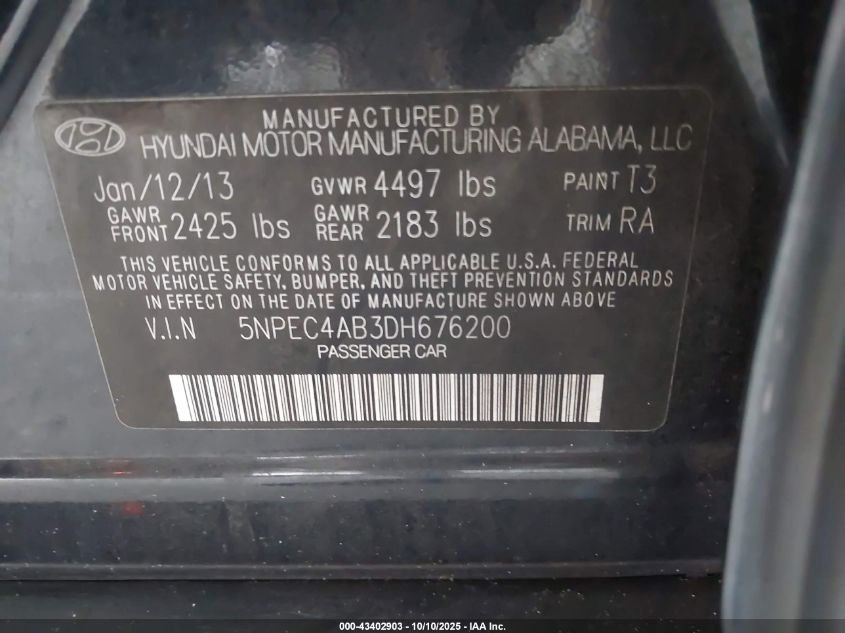 MANUFACTURED BY
HYUNDAI MOTOR MANUFACTURING ALABAMA, LLC
Jan/12/13 GVWR 4497 lbs PAINT T3
GAWR FRONT 2425 lbs GAWR REAR 2183 lbs TRIM RA
THIS VEHICLE CONFORMS TO ALL APPLICABLE U.S.A. FEDERAL
MOTOR VEHICLE SAFETY, BUMPER, AND THEFT PREVENTION STANDARDS
IN EFFECT ON THE DATE OF MANUFACTURE SHOWN ABOVE
V.I.N 5NPEC4AB3DH676200
PASSENGER CAR
000-43402903 - 10/10/2025 - IAA Inc.